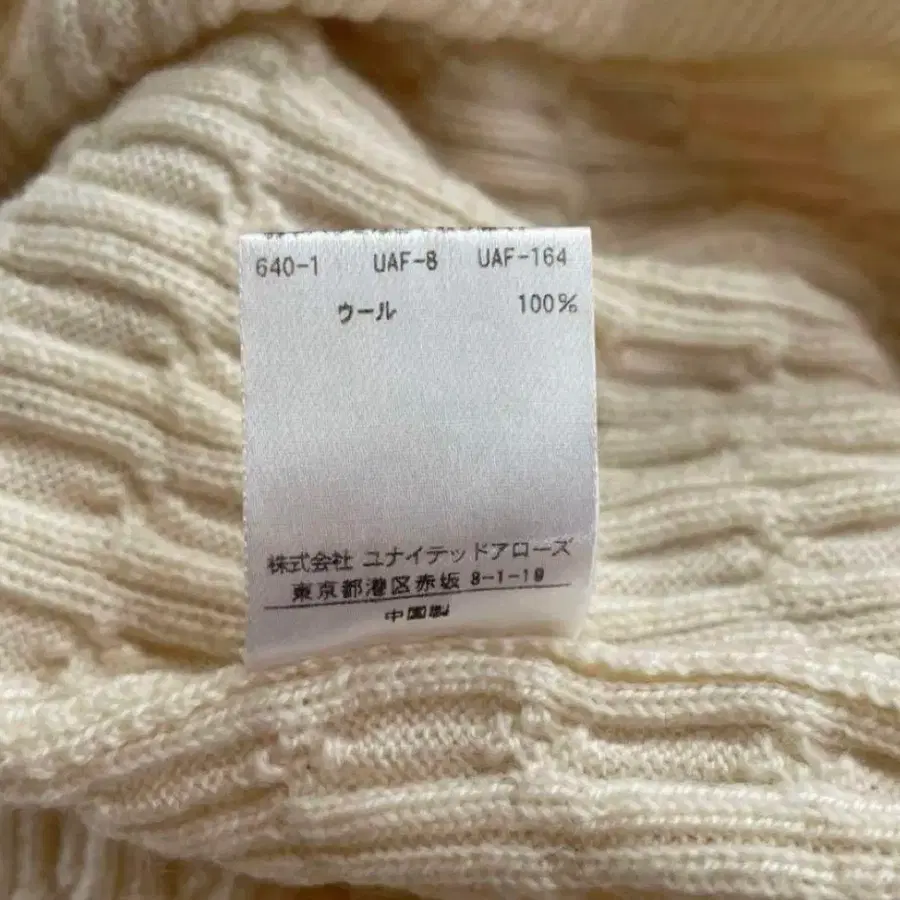 640-1 UAF-8 UAF-164
ウール 100%
株式会社 ユナイテッドアローズ
東京都港区赤坂 8-1-19
中国製